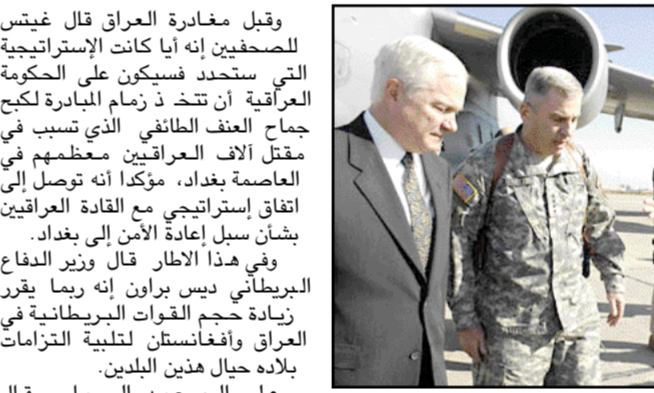 وقبل مغادرة العراق قال غيتس
للصحفيين إنه أيا كانت الإستراتيجية
التي ستحدد فسيكون على الحكومة
العراقية أن تتخـ ذ زمام المبادرة لكبح
جماح العنف الطائفي الذي تسبب في
مقتل آلاف العراقيين معظمهم في
العاصمة بغداد، مؤكدا أنه توصل إلى
اتفاق إستراتيجي مع القادة العراقيين
بشأن سبل إعادة الأمن إلى بغداد.
وفي هذا الاطار قال وزير الدفاع
البريطاني ديس براون إنه ربما يقرر
زيادة حجم القوات البريطانية في
العراق وأفغانستان لتلبية التزامات
بلاده حيال هذين البلدين.